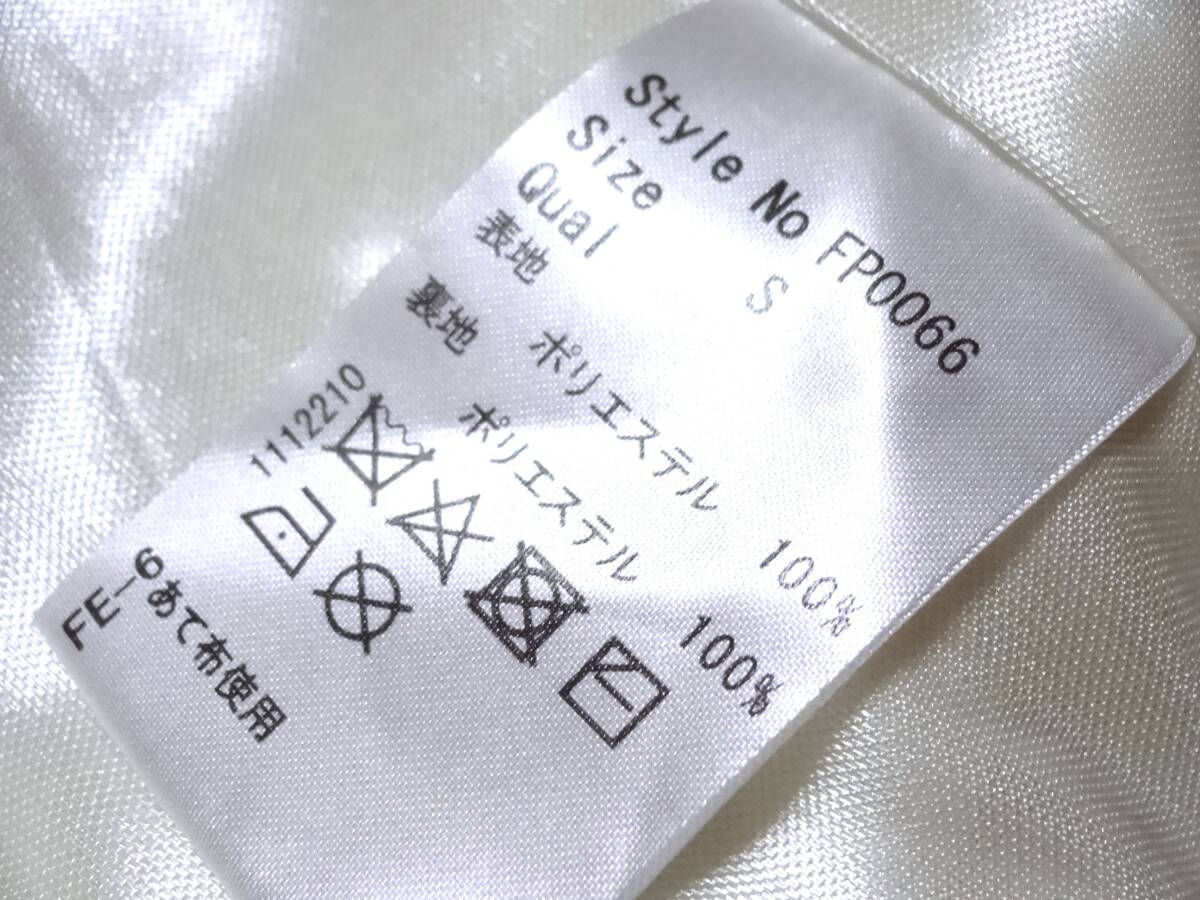 Style No FP0066
Size S
Qual
表地 ポリエステル 100%
裏地 ポリエステル 100%
1112210
FE-6あて布使用